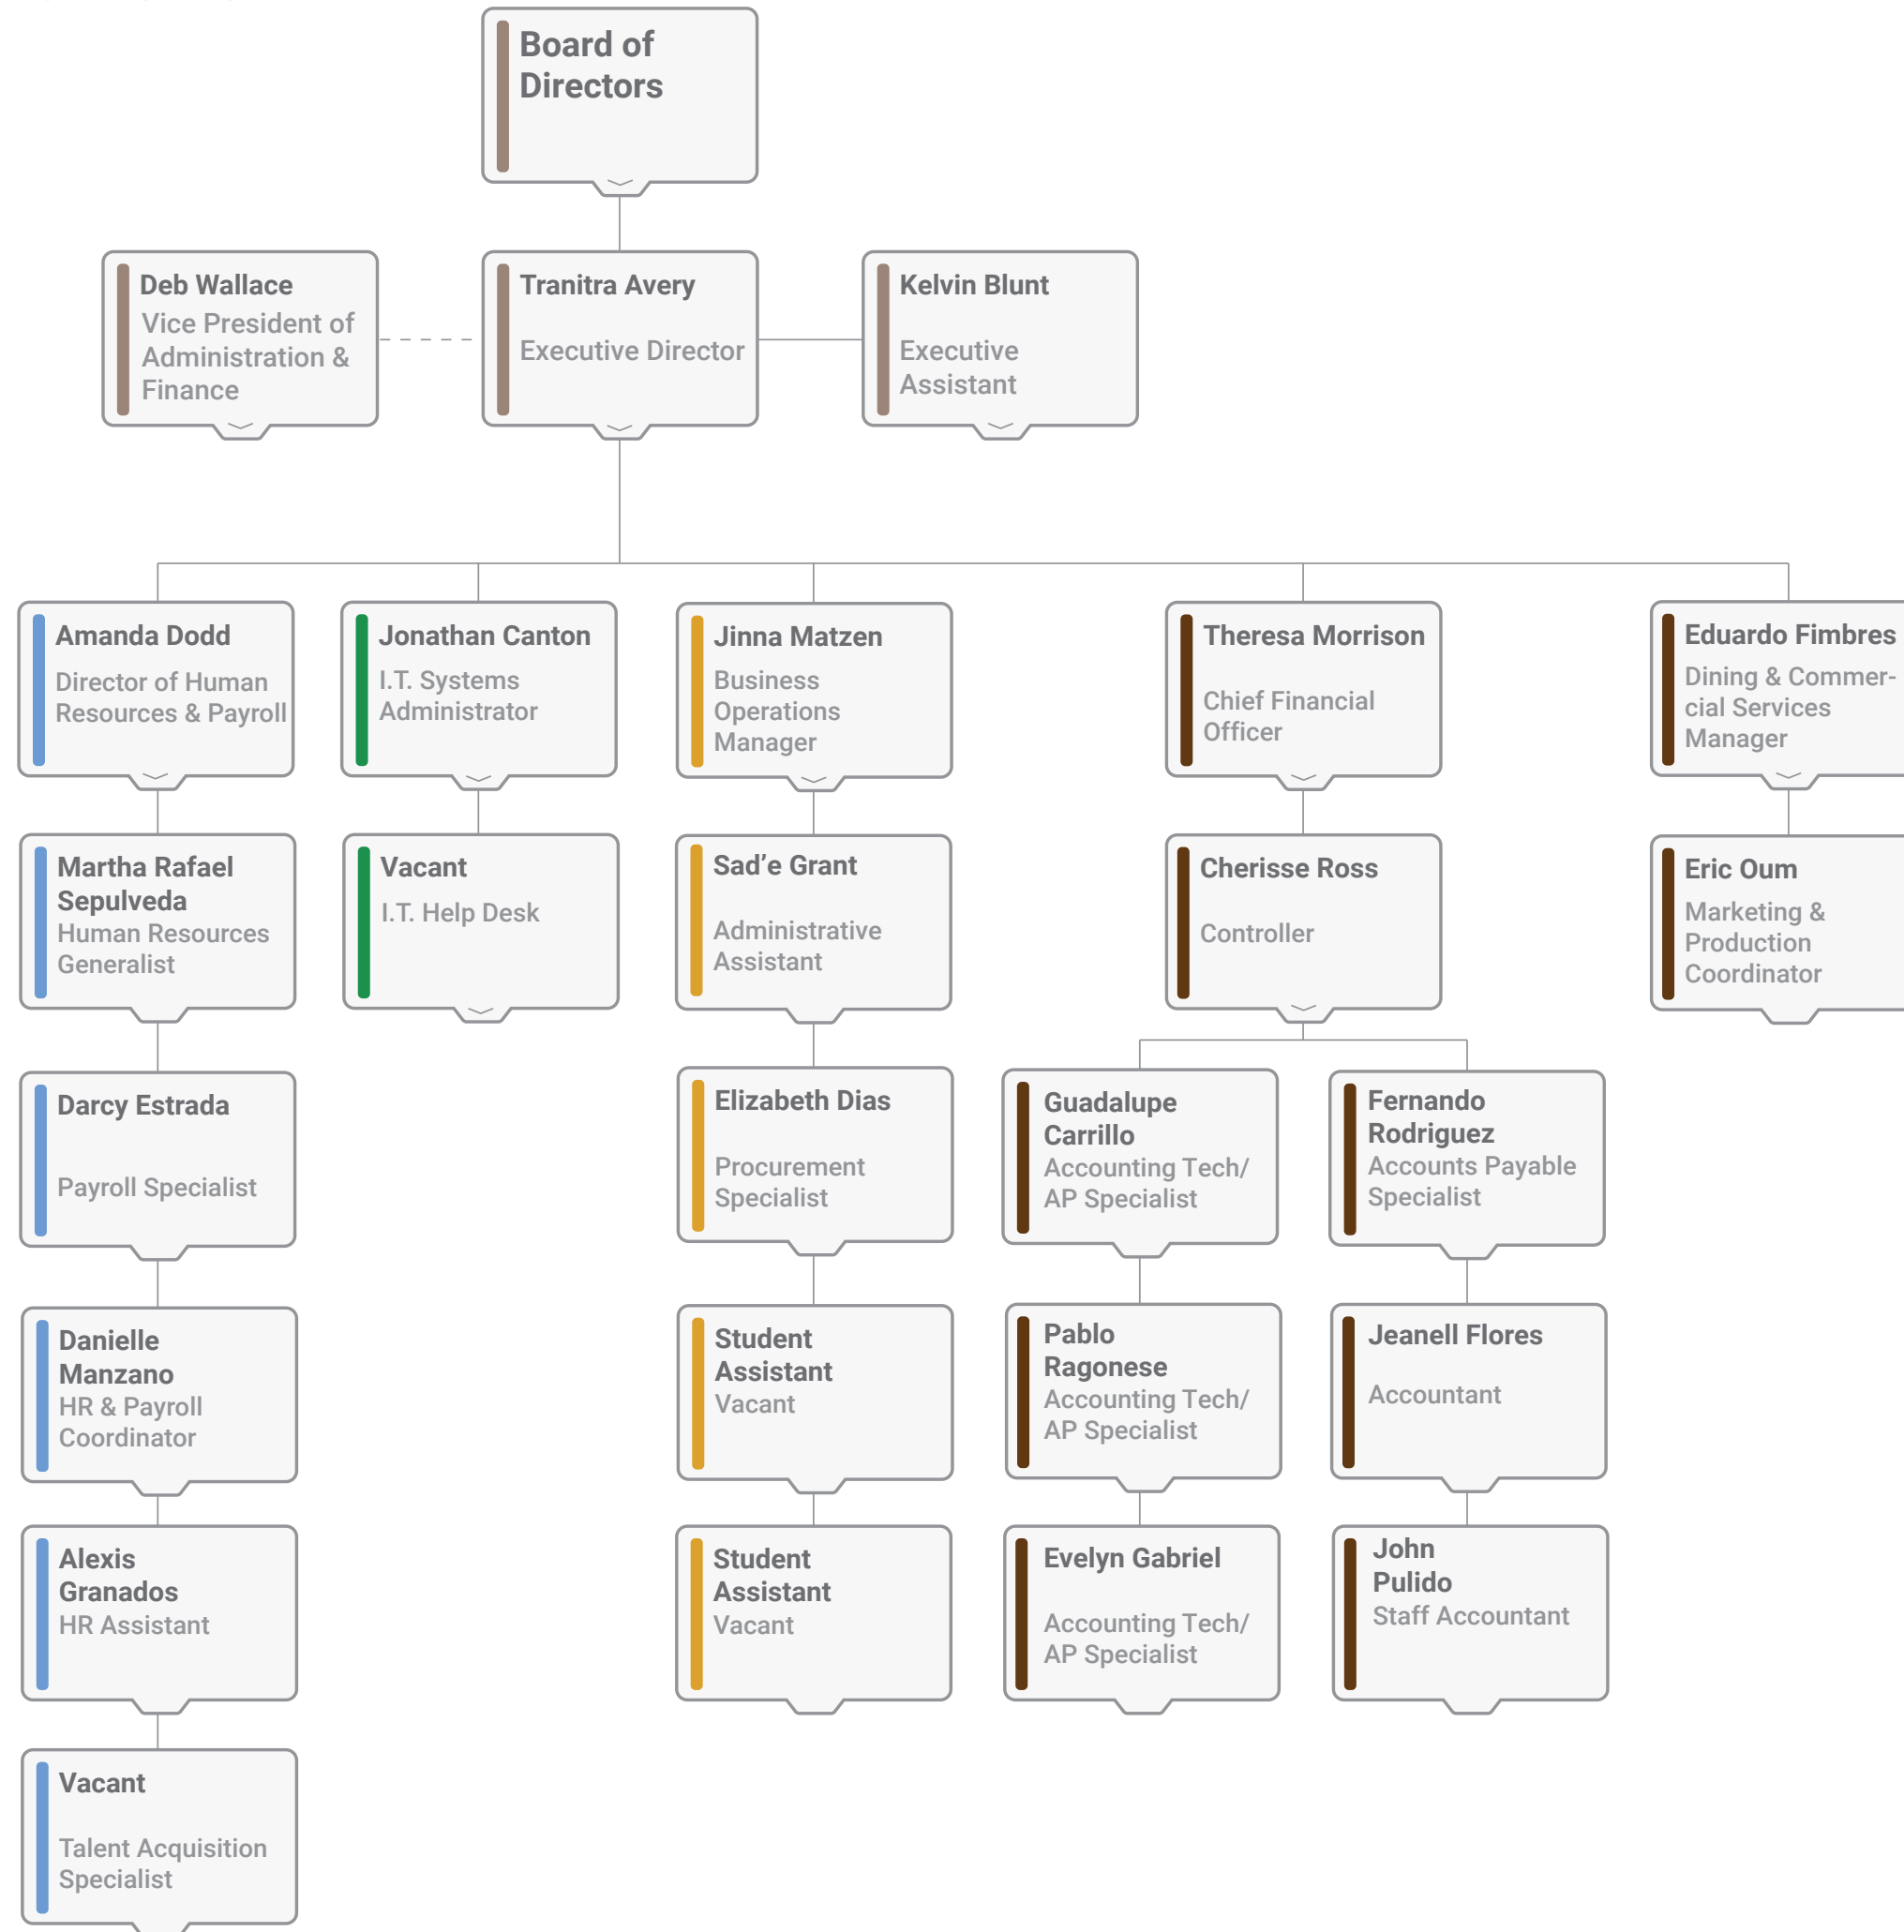 Board of
Directors
Deb Wallace
Vice President of
Administration &
Finance
Tranitra Avery
Executive Director
Kelvin Blunt
Executive
Assistant
Amanda Dodd
Director of Human
Resources & Payroll
Jonathan Canton
I.T. Systems
Administrator
Jinna Matzen
Business
Operations
Manager
Theresa Morrison
Chief Financial
Officer
Eduardo Fimbres
Dining & Commer-
cial Services
Manager
Martha Rafael
Sepulveda
Human Resources
Generalist
Vacant
I.T. Help Desk
Sad’e Grant
Administrative
Assistant
Cherisse Ross
Controller
Eric Oum
Marketing &
Production
Coordinator
Darcy Estrada
Payroll Specialist
Elizabeth Dias
Procurement
Specialist
Guadalupe
Carrillo
Accounting Tech/
AP Specialist
Fernando
Rodriguez
Accounts Payable
Specialist
Danielle
Manzano
HR & Payroll
Coordinator
Student
Assistant
Vacant
Pablo
Ragonese
Accounting Tech/
AP Specialist
Jeanell Flores
Accountant
Alexis
Granados
HR Assistant
Student
Assistant
Vacant
Evelyn Gabriel
Accounting Tech/
AP Specialist
John
Pulido
Staff Accountant
Vacant
Talent Acquisition
Specialist